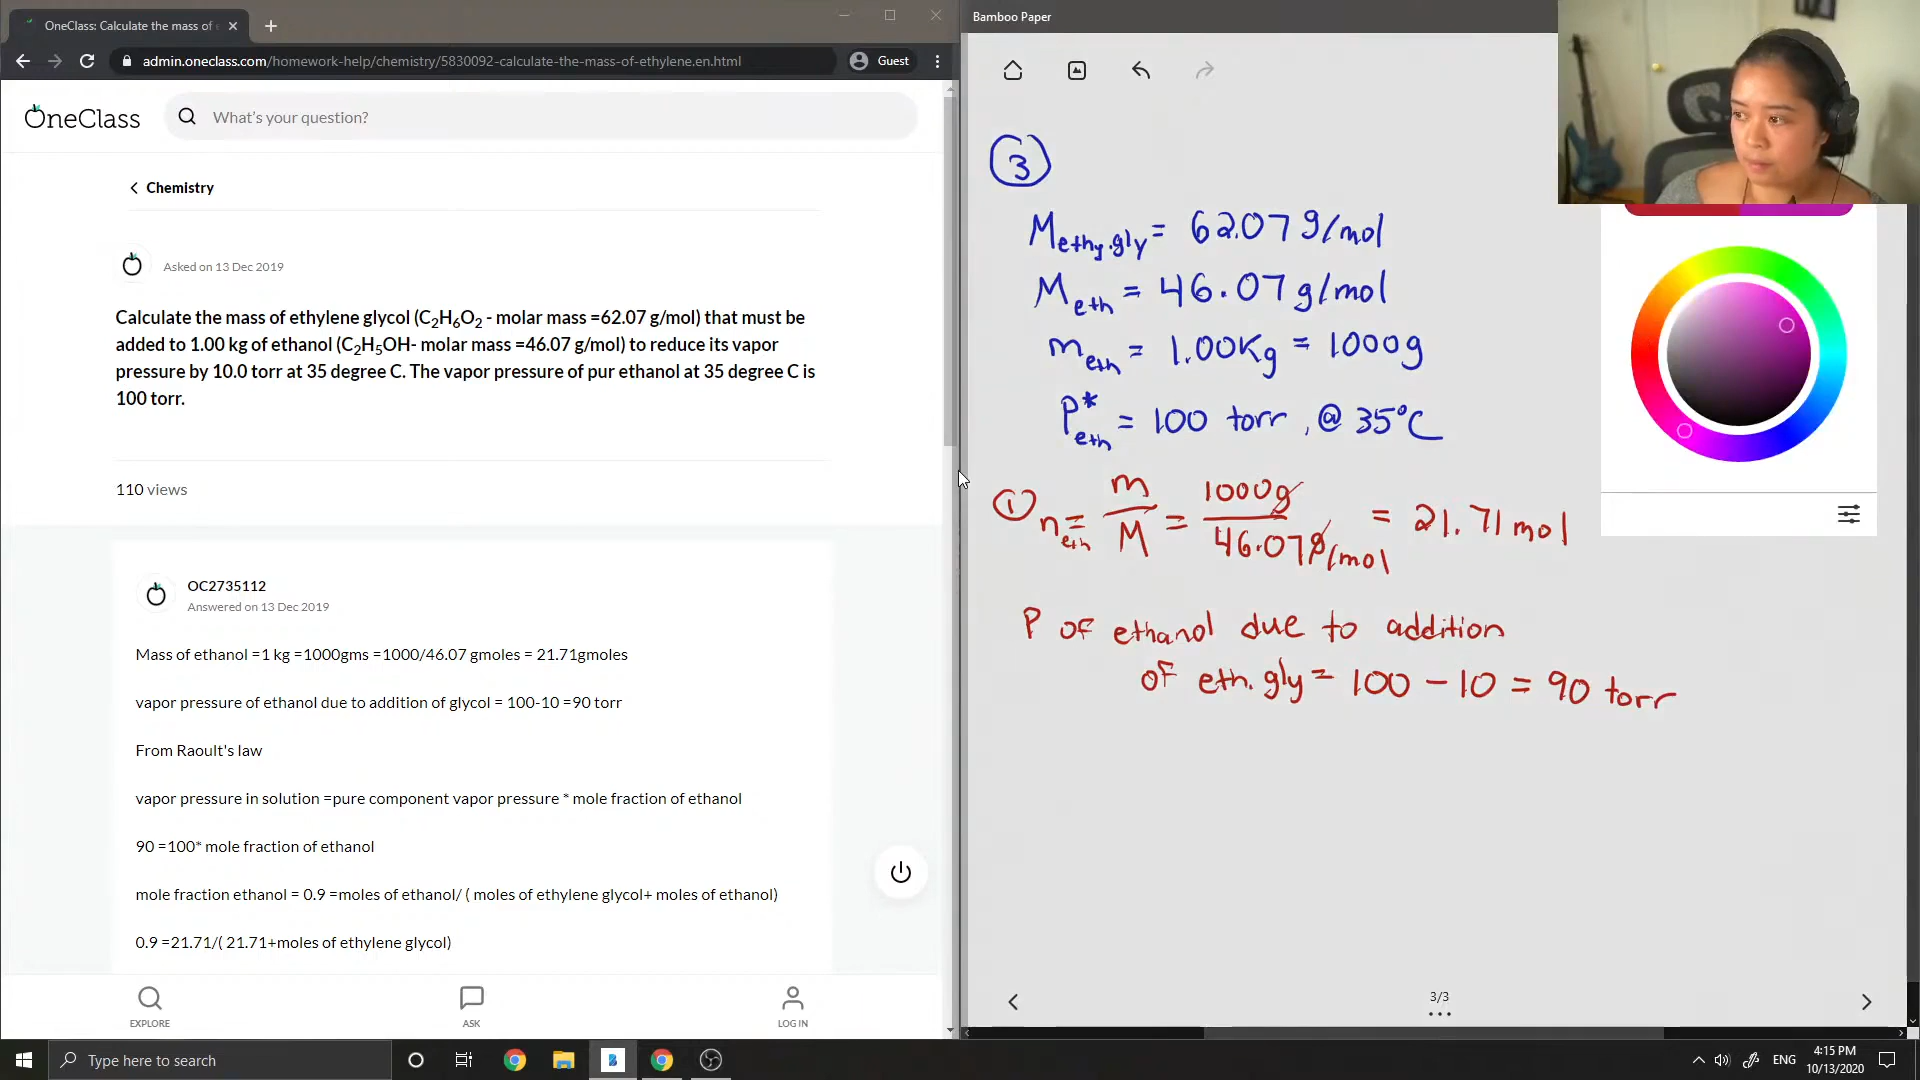 OneClass: Calculate the mass of e
admin.oneclass.com/homework-help/chemistry/5830092-calculate-the-mass-of-ethylene.en.html
Guest
OneClass
What's your question?
Chemistry
Asked on 13 Dec 2019
Calculate the mass of ethylene glycol (C₂H₆O₂ - molar mass =62.07 g/mol) that must be
added to 1.00 kg of ethanol (C₂H₅OH- molar mass =46.07 g/mol) to reduce its vapor
pressure by 10.0 torr at 35 degree C. The vapor pressure of pur ethanol at 35 degree C is
100 torr.
110 views
OC2735112
Answered on 13 Dec 2019
Mass of ethanol =1 kg =1000gms =1000/46.07 gmoles = 21.71gmoles
vapor pressure of ethanol due to addition of glycol = 100-10 =90 torr
From Raoult's law
vapor pressure in solution =pure component vapor pressure * mole fraction of ethanol
90 =100* mole fraction of ethanol
mole fraction ethanol = 0.9 =moles of ethanol/ ( moles of ethylene glycol+ moles of ethanol)
0.9 =21.71/( 21.71+moles of ethylene glycol)
EXPLORE
ASK
LOG IN
Bamboo Paper
3
M ethy.gly = 62.07 g/mol
M eth = 46.07 g/mol
m eth = 1.00Kg = 1000g
P* eth = 100 torr, @ 35°C
① n eth = m/M = 1000g / 46.07g/mol = 21.71 mol
P of ethanol due to addition
of eth.gly = 100 - 10 = 90 torr
3/3
Type here to search
ENG
4:15 PM
10/13/2020